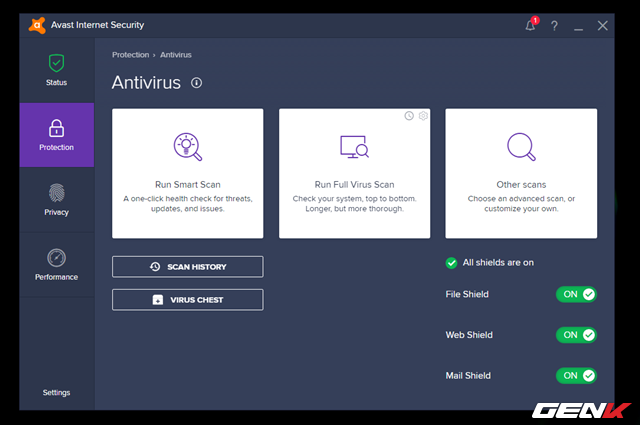 Avast Internet Security
1
?
Protection › Antivirus
Status
Antivirus
Protection
Run Smart Scan
A one-click health check for threats,
updates, and issues.
Run Full Virus Scan
Check your system, top to bottom.
Longer, but more thorough.
Other scans
Choose an advanced scan, or
customize your own.
Privacy
SCAN HISTORY
VIRUS CHEST
Performance
All shields are on
File Shield ON
Web Shield ON
Mail Shield ON
Settings
GENK